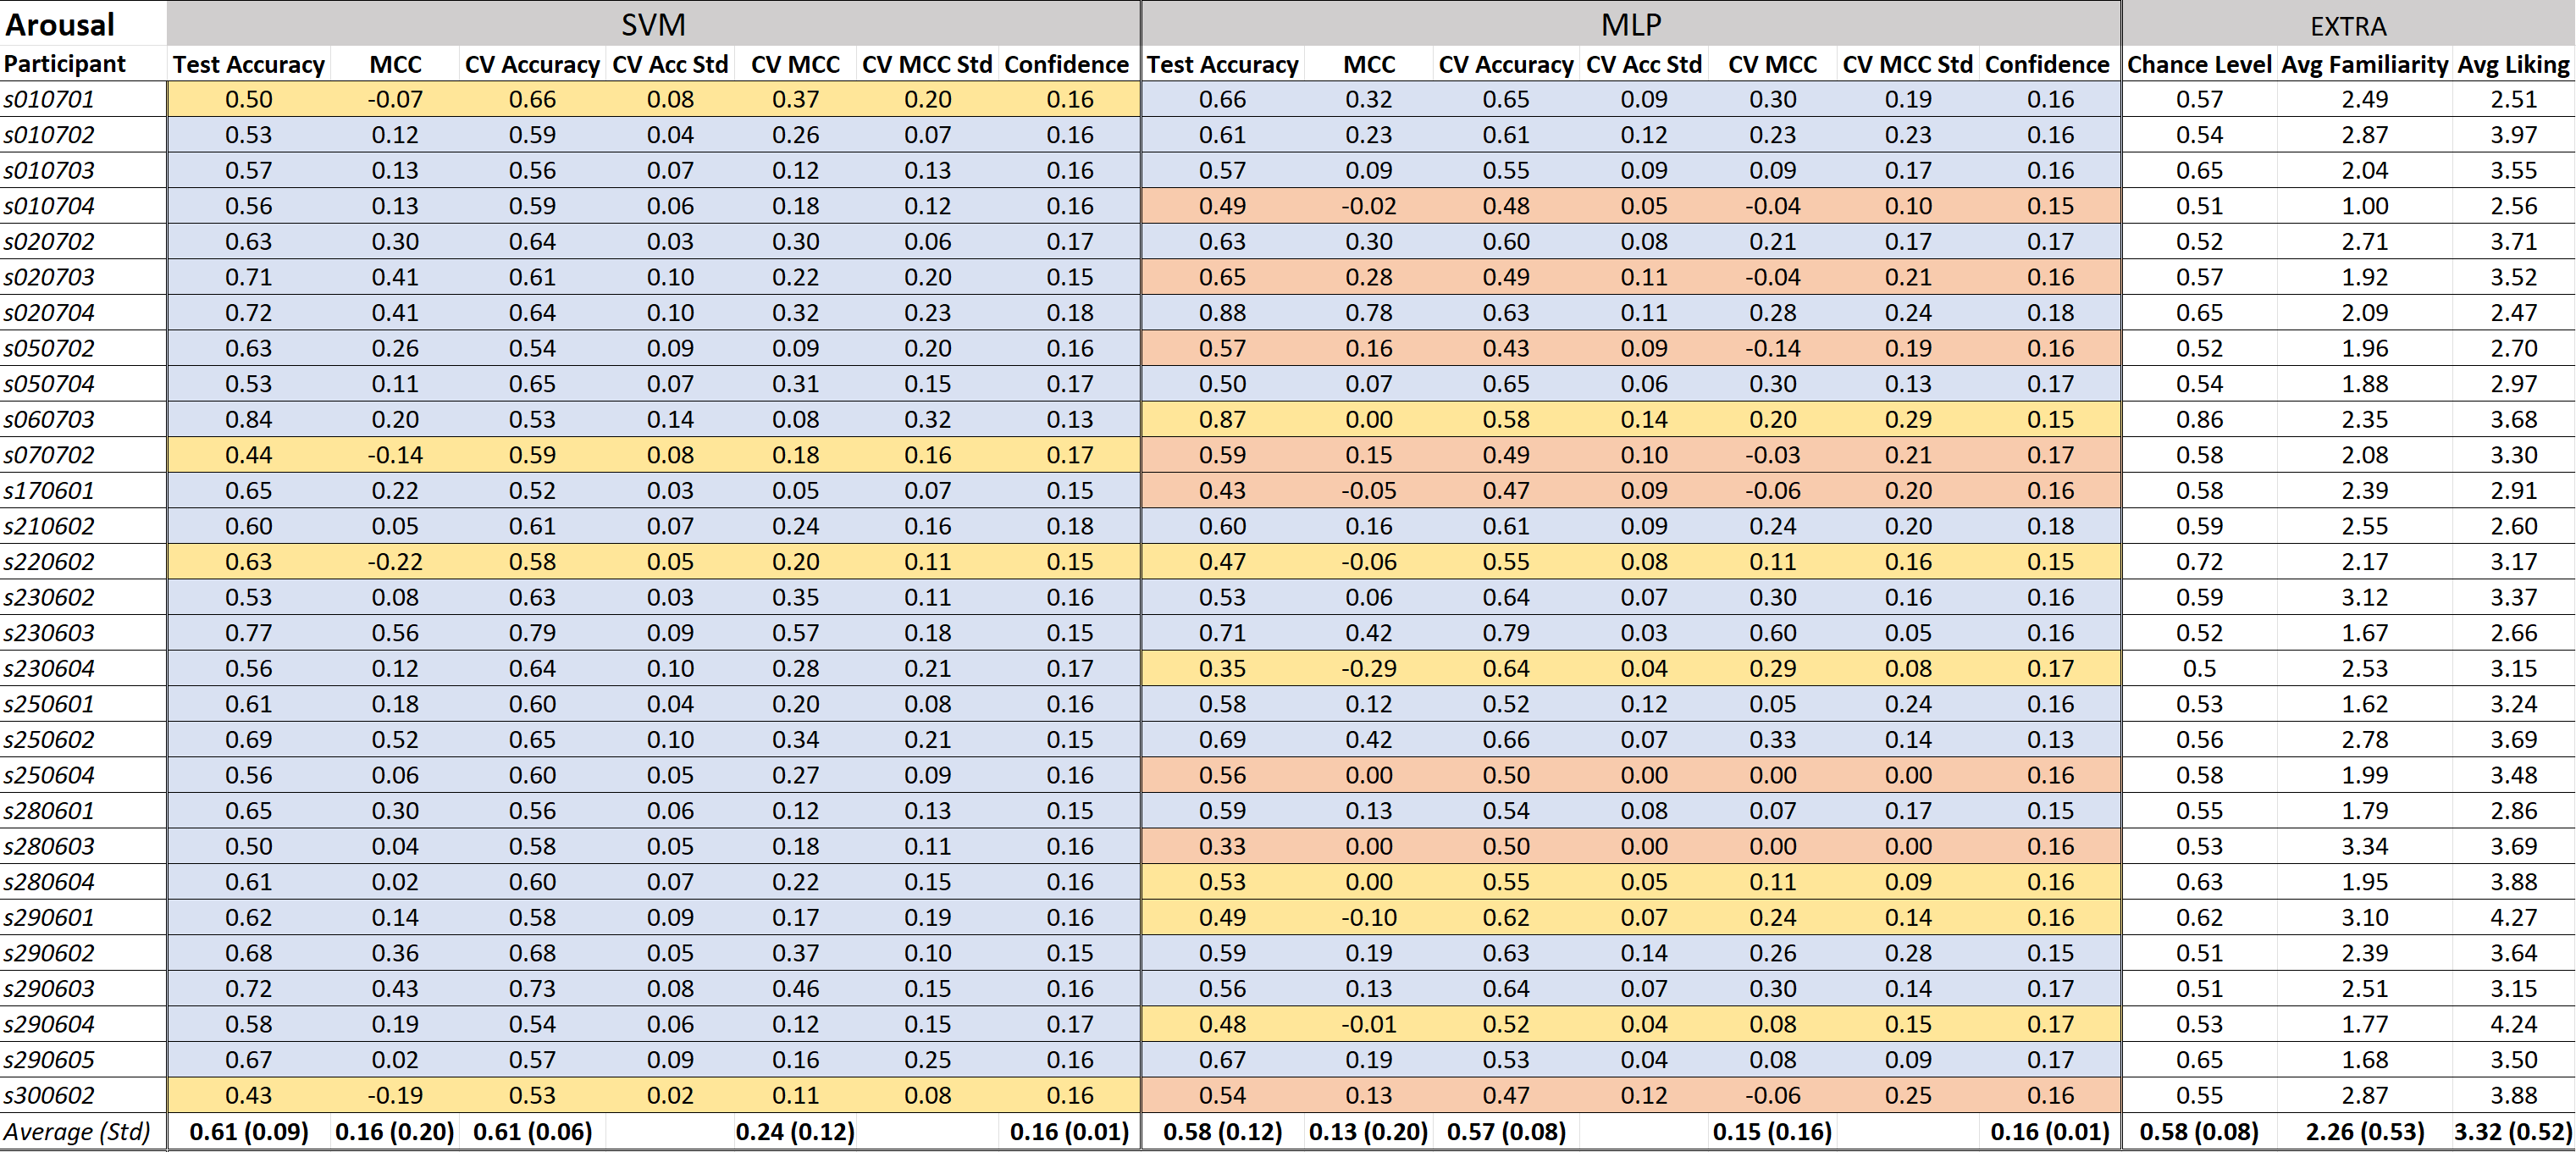 Arousal SVM MLP EXTRA
Participant Test Accuracy MCC CV Accuracy CV Acc Std CV MCC CV MCC Std Confidence Test Accuracy MCC CV Accuracy CV Acc Std CV MCC CV MCC Std Confidence Chance Level Avg Familiarity Avg Liking
s010701 0.50 -0.07 0.66 0.08 0.37 0.20 0.16 0.66 0.32 0.65 0.09 0.30 0.19 0.16 0.57 2.49 2.51
s010702 0.53 0.12 0.59 0.04 0.26 0.07 0.16 0.61 0.23 0.61 0.12 0.23 0.23 0.16 0.54 2.87 3.97
s010703 0.57 0.13 0.56 0.07 0.12 0.13 0.16 0.57 0.09 0.55 0.09 0.09 0.17 0.16 0.65 2.04 3.55
s010704 0.56 0.13 0.59 0.06 0.18 0.12 0.16 0.49 -0.02 0.48 0.05 -0.04 0.10 0.15 0.51 1.00 2.56
s020702 0.63 0.30 0.64 0.03 0.30 0.06 0.17 0.63 0.30 0.60 0.08 0.21 0.17 0.17 0.52 2.71 3.71
s020703 0.71 0.41 0.61 0.10 0.22 0.20 0.15 0.65 0.28 0.49 0.11 -0.04 0.21 0.16 0.57 1.92 3.52
s020704 0.72 0.41 0.64 0.10 0.32 0.23 0.18 0.88 0.78 0.63 0.11 0.28 0.24 0.18 0.65 2.09 2.47
s050702 0.63 0.26 0.54 0.09 0.09 0.20 0.16 0.57 0.16 0.43 0.09 -0.14 0.19 0.16 0.52 1.96 2.70
s050704 0.53 0.11 0.65 0.07 0.31 0.15 0.17 0.50 0.07 0.65 0.06 0.30 0.13 0.17 0.54 1.88 2.97
s060703 0.84 0.20 0.53 0.14 0.08 0.32 0.13 0.87 0.00 0.58 0.14 0.20 0.29 0.15 0.86 2.35 3.68
s070702 0.44 -0.14 0.59 0.08 0.18 0.16 0.17 0.59 0.15 0.49 0.10 -0.03 0.21 0.17 0.58 2.08 3.30
s170601 0.65 0.22 0.52 0.03 0.05 0.07 0.15 0.43 -0.05 0.47 0.09 -0.06 0.20 0.16 0.58 2.39 2.91
s210602 0.60 0.05 0.61 0.07 0.24 0.16 0.18 0.60 0.16 0.61 0.09 0.24 0.20 0.18 0.59 2.55 2.60
s220602 0.63 -0.22 0.58 0.05 0.20 0.11 0.15 0.47 -0.06 0.55 0.08 0.11 0.16 0.15 0.72 2.17 3.17
s230602 0.53 0.08 0.63 0.03 0.35 0.11 0.16 0.53 0.06 0.64 0.07 0.30 0.16 0.16 0.59 3.12 3.37
s230603 0.77 0.56 0.79 0.09 0.57 0.18 0.15 0.71 0.42 0.79 0.03 0.60 0.05 0.16 0.52 1.67 2.66
s230604 0.56 0.12 0.64 0.10 0.28 0.21 0.17 0.35 -0.29 0.64 0.04 0.29 0.08 0.17 0.5 2.53 3.15
s250601 0.61 0.18 0.60 0.04 0.20 0.08 0.16 0.58 0.12 0.52 0.12 0.05 0.24 0.16 0.53 1.62 3.24
s250602 0.69 0.52 0.65 0.10 0.34 0.21 0.15 0.69 0.42 0.66 0.07 0.33 0.14 0.13 0.56 2.78 3.69
s250604 0.56 0.06 0.60 0.05 0.27 0.09 0.16 0.56 0.00 0.50 0.00 0.00 0.00 0.16 0.58 1.99 3.48
s280601 0.65 0.30 0.56 0.06 0.12 0.13 0.15 0.59 0.13 0.54 0.08 0.07 0.17 0.15 0.55 1.79 2.86
s280603 0.50 0.04 0.58 0.05 0.18 0.11 0.16 0.33 0.00 0.50 0.00 0.00 0.00 0.16 0.53 3.34 3.69
s280604 0.61 0.02 0.60 0.07 0.22 0.15 0.16 0.53 0.00 0.55 0.05 0.11 0.09 0.16 0.63 1.95 3.88
s290601 0.62 0.14 0.58 0.09 0.17 0.19 0.16 0.49 -0.10 0.62 0.07 0.24 0.14 0.16 0.62 3.10 4.27
s290602 0.68 0.36 0.68 0.05 0.37 0.10 0.15 0.59 0.19 0.63 0.14 0.26 0.28 0.15 0.51 2.39 3.64
s290603 0.72 0.43 0.73 0.08 0.46 0.15 0.16 0.56 0.13 0.64 0.07 0.30 0.14 0.17 0.51 2.51 3.15
s290604 0.58 0.19 0.54 0.06 0.12 0.15 0.17 0.48 -0.01 0.52 0.04 0.08 0.15 0.17 0.53 1.77 4.24
s290605 0.67 0.02 0.57 0.09 0.16 0.25 0.16 0.67 0.19 0.53 0.04 0.08 0.09 0.17 0.65 1.68 3.50
s300602 0.43 -0.19 0.53 0.02 0.11 0.08 0.16 0.54 0.13 0.47 0.12 -0.06 0.25 0.16 0.55 2.87 3.88
Average (Std) 0.61 (0.09) 0.16 (0.20) 0.61 (0.06) 0.24 (0.12) 0.16 (0.01) 0.58 (0.12) 0.13 (0.20) 0.57 (0.08) 0.15 (0.16) 0.16 (0.01) 0.58 (0.08) 2.26 (0.53) 3.32 (0.52)